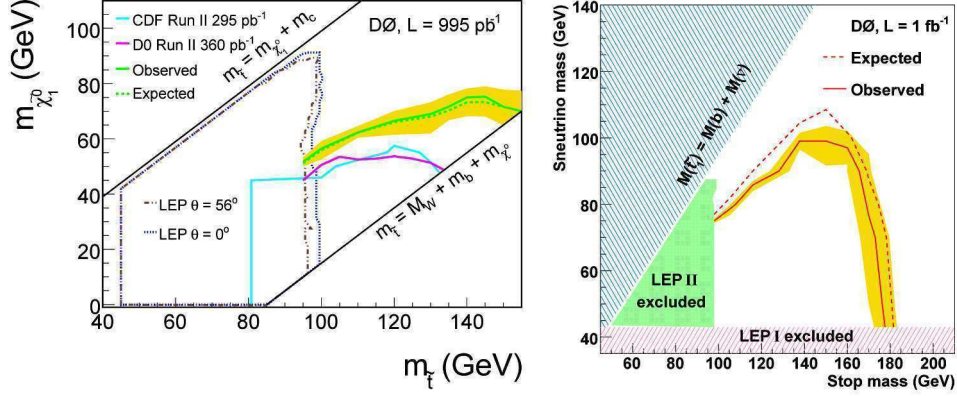 CDF Run II 295 pb⁻¹
D0 Run II 360 pb⁻¹
Observed
Expected
DØ, L = 995 pb⁻¹
m_t̃ = m_χ̃₁⁰ + m_c
m_t̃ = M_W + m_b + m_χ̃⁰
LEP θ = 56°
LEP θ = 0°
m_χ̃₁⁰ (GeV)
80
60
40
20
0
40 60 80 100 120 140
m_t̃ (GeV)
DØ, L = 1 fb⁻¹
Expected
Observed
M(t̃₁) = M(b) + M(ν̃)
LEP II
excluded
LEP I excluded
Sneutrino mass (GeV)
140
120
100
80
60
40
60 80 100 120 140 160 180 200
Stop mass (GeV)